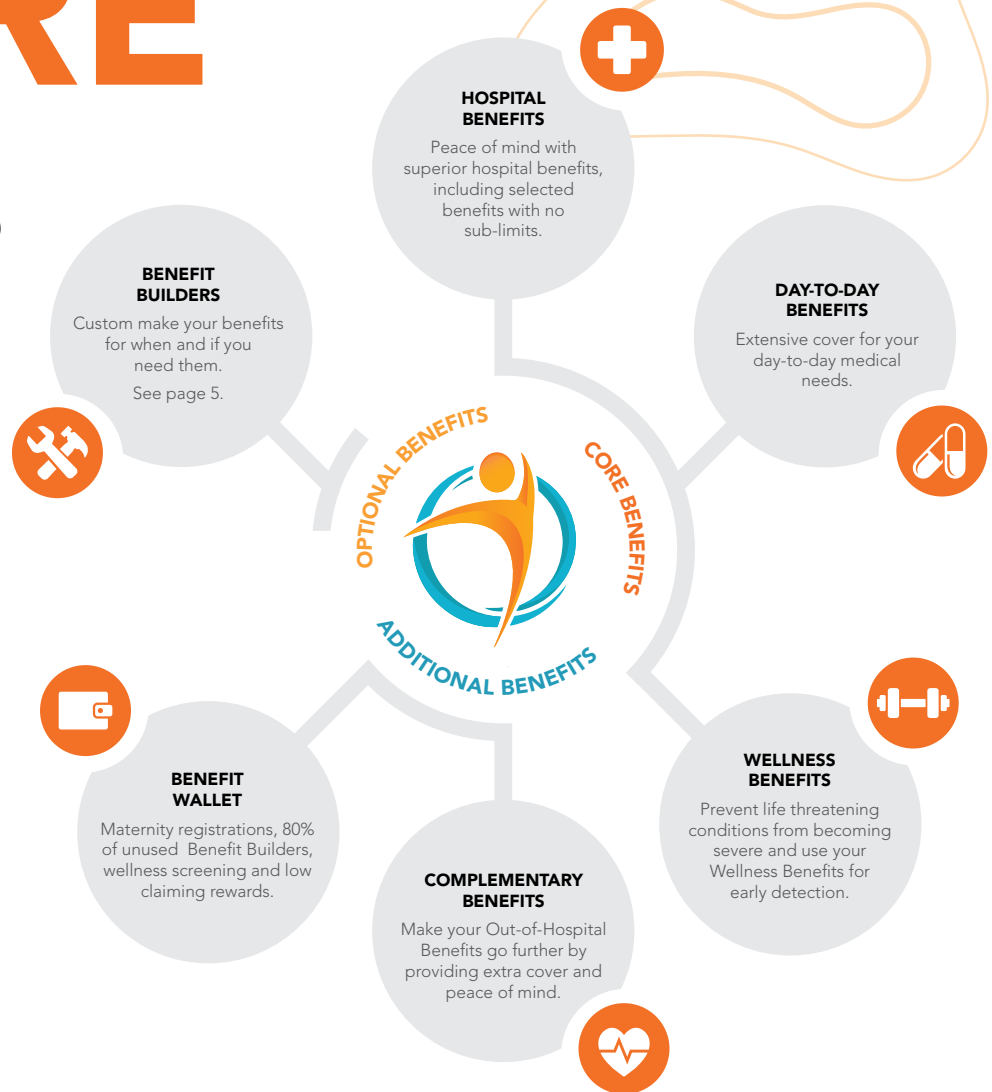 RE
HOSPITAL
BENEFITS
Peace of mind with
superior hospital benefits,
including selected
benefits with no
sub-limits.
BENEFIT
BUILDERS
Custom make your benefits
for when and if you
need them.
See page 5.
DAY-TO-DAY
BENEFITS
Extensive cover for your
day-to-day medical
needs.
OPTIONAL BENEFITS
CORE BENEFITS
ADDITIONAL BENEFITS
BENEFIT
WALLET
Maternity registrations, 80%
of unused Benefit Builders,
wellness screening and low
claiming rewards.
COMPLEMENTARY
BENEFITS
Make your Out-of-Hospital
Benefits go further by
providing extra cover and
peace of mind.
WELLNESS
BENEFITS
Prevent life threatening
conditions from becoming
severe and use your
Wellness Benefits for
early detection.